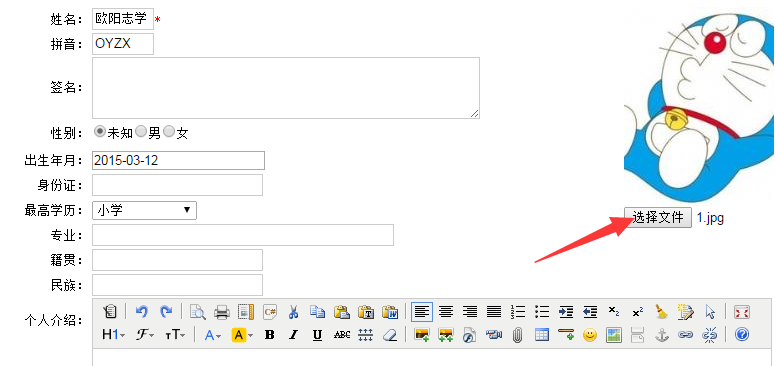 姓名： 欧阳志学 *
拼音： OYZX
签名：
性别： 未知 男 女
出生年月： 2015-03-12
身份证：
最高学历： 小学
选择文件 1.jpg
专业：
籍贯：
民族：
个人介绍：
H1 F TT A A B I U ABC